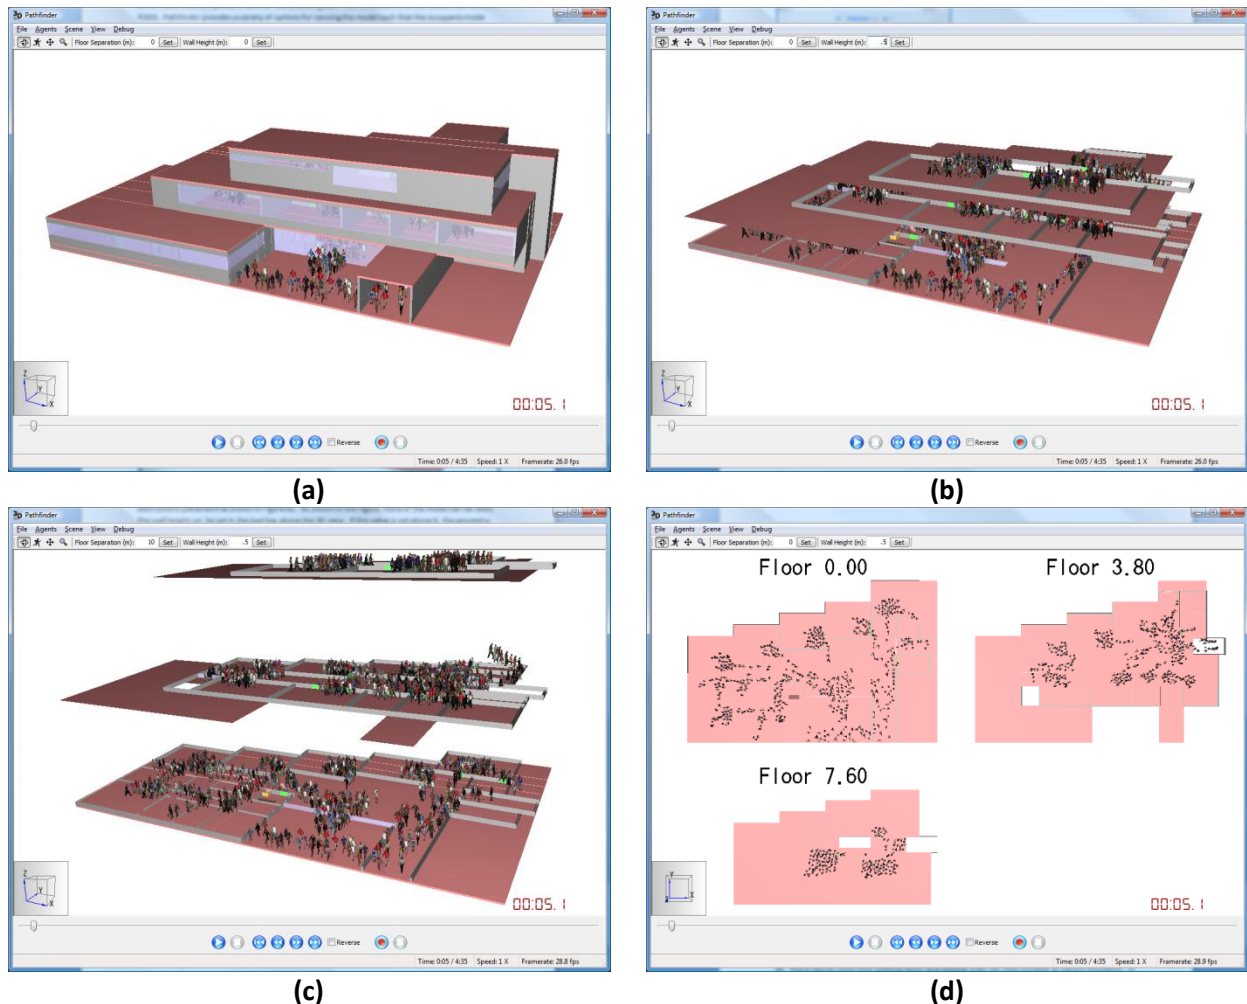 Pathfinder
File Agents Scene View Debug
Floor Separation (m): 0 Set Wall Height (m): 0 Set
Z
Y
X
00:05.1
Reverse
Time: 0:05 / 4:35 Speed: 1 X Framerate: 26.0 fps
(a)
Pathfinder
File Agents Scene View Debug
Floor Separation (m): 0 Set Wall Height (m): .5 Set
Z
Y
X
00:05.1
Reverse
Time: 0:05 / 4:35 Speed: 1 X Framerate: 26.0 fps
(b)
Pathfinder
File Agents Scene View Debug
Floor Separation (m): 10 Set Wall Height (m): .5 Set
Z
Y
X
00:05.1
Reverse
Time: 0:05 / 4:35 Speed: 1 X Framerate: 28.8 fps
(c)
Pathfinder
File Agents Scene View Debug
Floor Separation (m): 0 Set Wall Height (m): .5 Set
Floor 0.00 Floor 3.80
Floor 7.60
Y
X
00:05.1
Reverse
Time: 0:05 / 4:35 Speed: 1 X Framerate: 28.9 fps
(d)